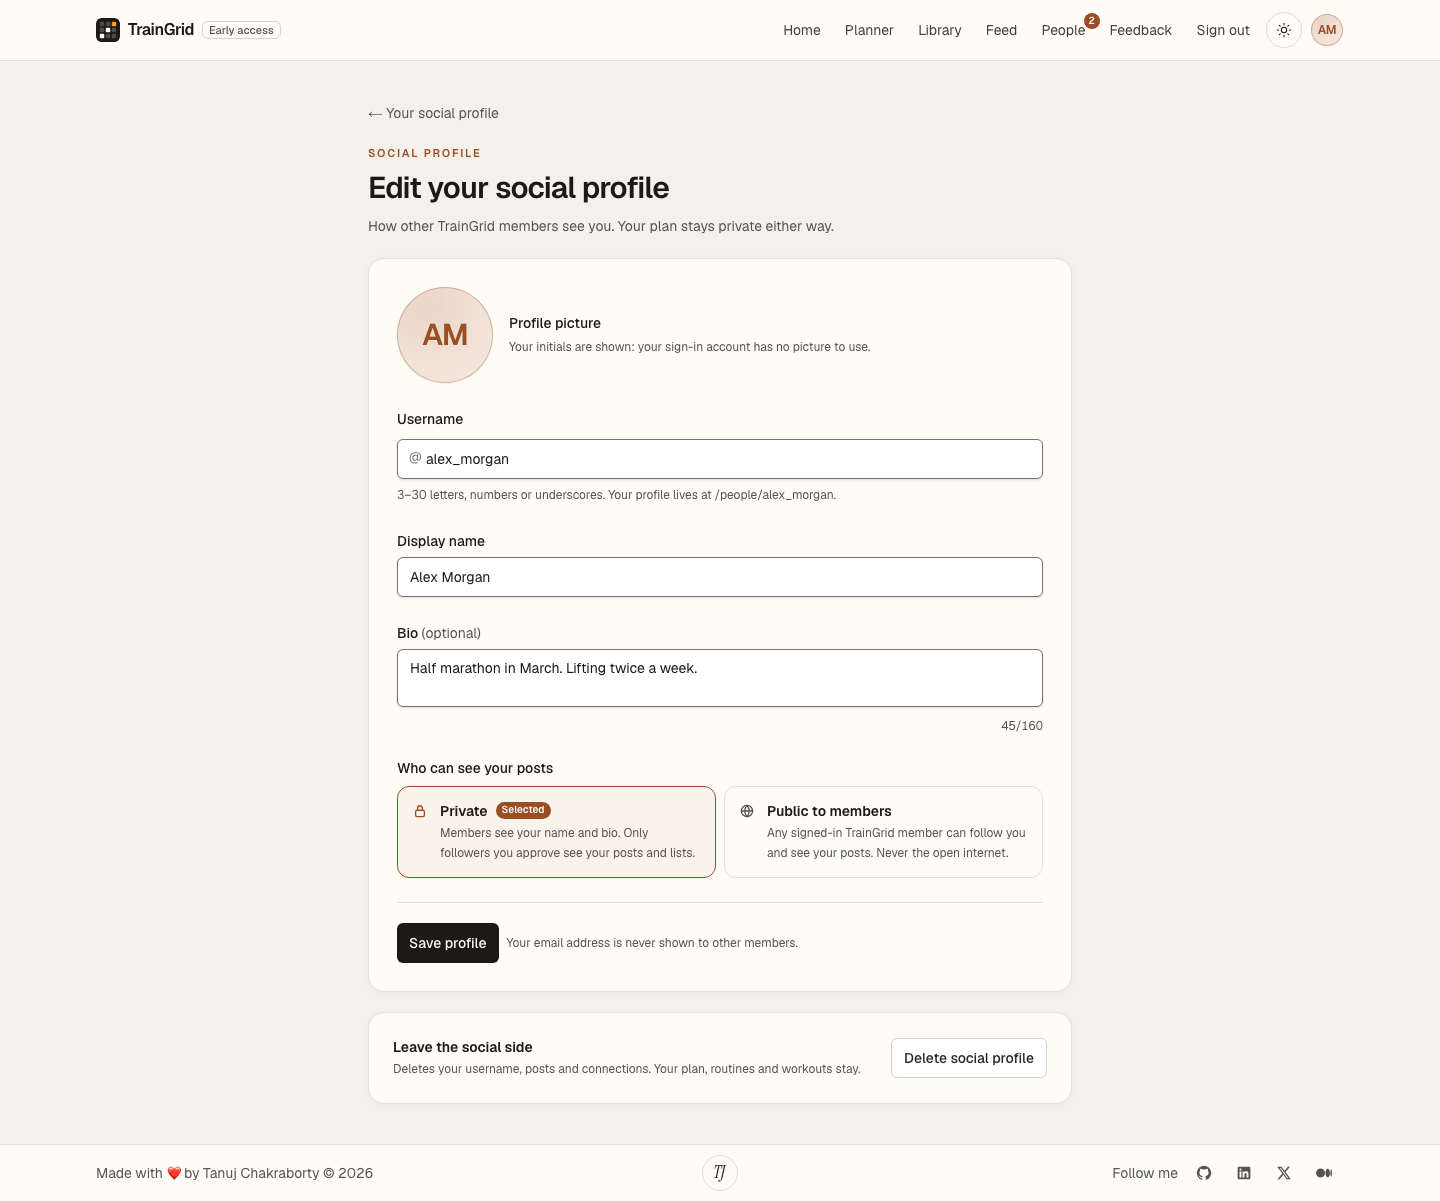 TrainGrid Early access
Home Planner Library Feed People 2 Feedback Sign out AM
← Your social profile
SOCIAL PROFILE
Edit your social profile
How other TrainGrid members see you. Your plan stays private either way.
AM
Profile picture
Your initials are shown: your sign-in account has no picture to use.
Username
@ alex_morgan
3–30 letters, numbers or underscores. Your profile lives at /people/alex_morgan.
Display name
Alex Morgan
Bio (optional)
Half marathon in March. Lifting twice a week.
45/160
Who can see your posts
Private Selected
Members see your name and bio. Only
followers you approve see your posts and lists.
Public to members
Any signed-in TrainGrid member can follow you
and see your posts. Never the open internet.
Save profile Your email address is never shown to other members.
Leave the social side
Deletes your username, posts and connections. Your plan, routines and workouts stay.
Delete social profile
Made with ❤️ by Tanuj Chakraborty © 2026
TJ
Follow me